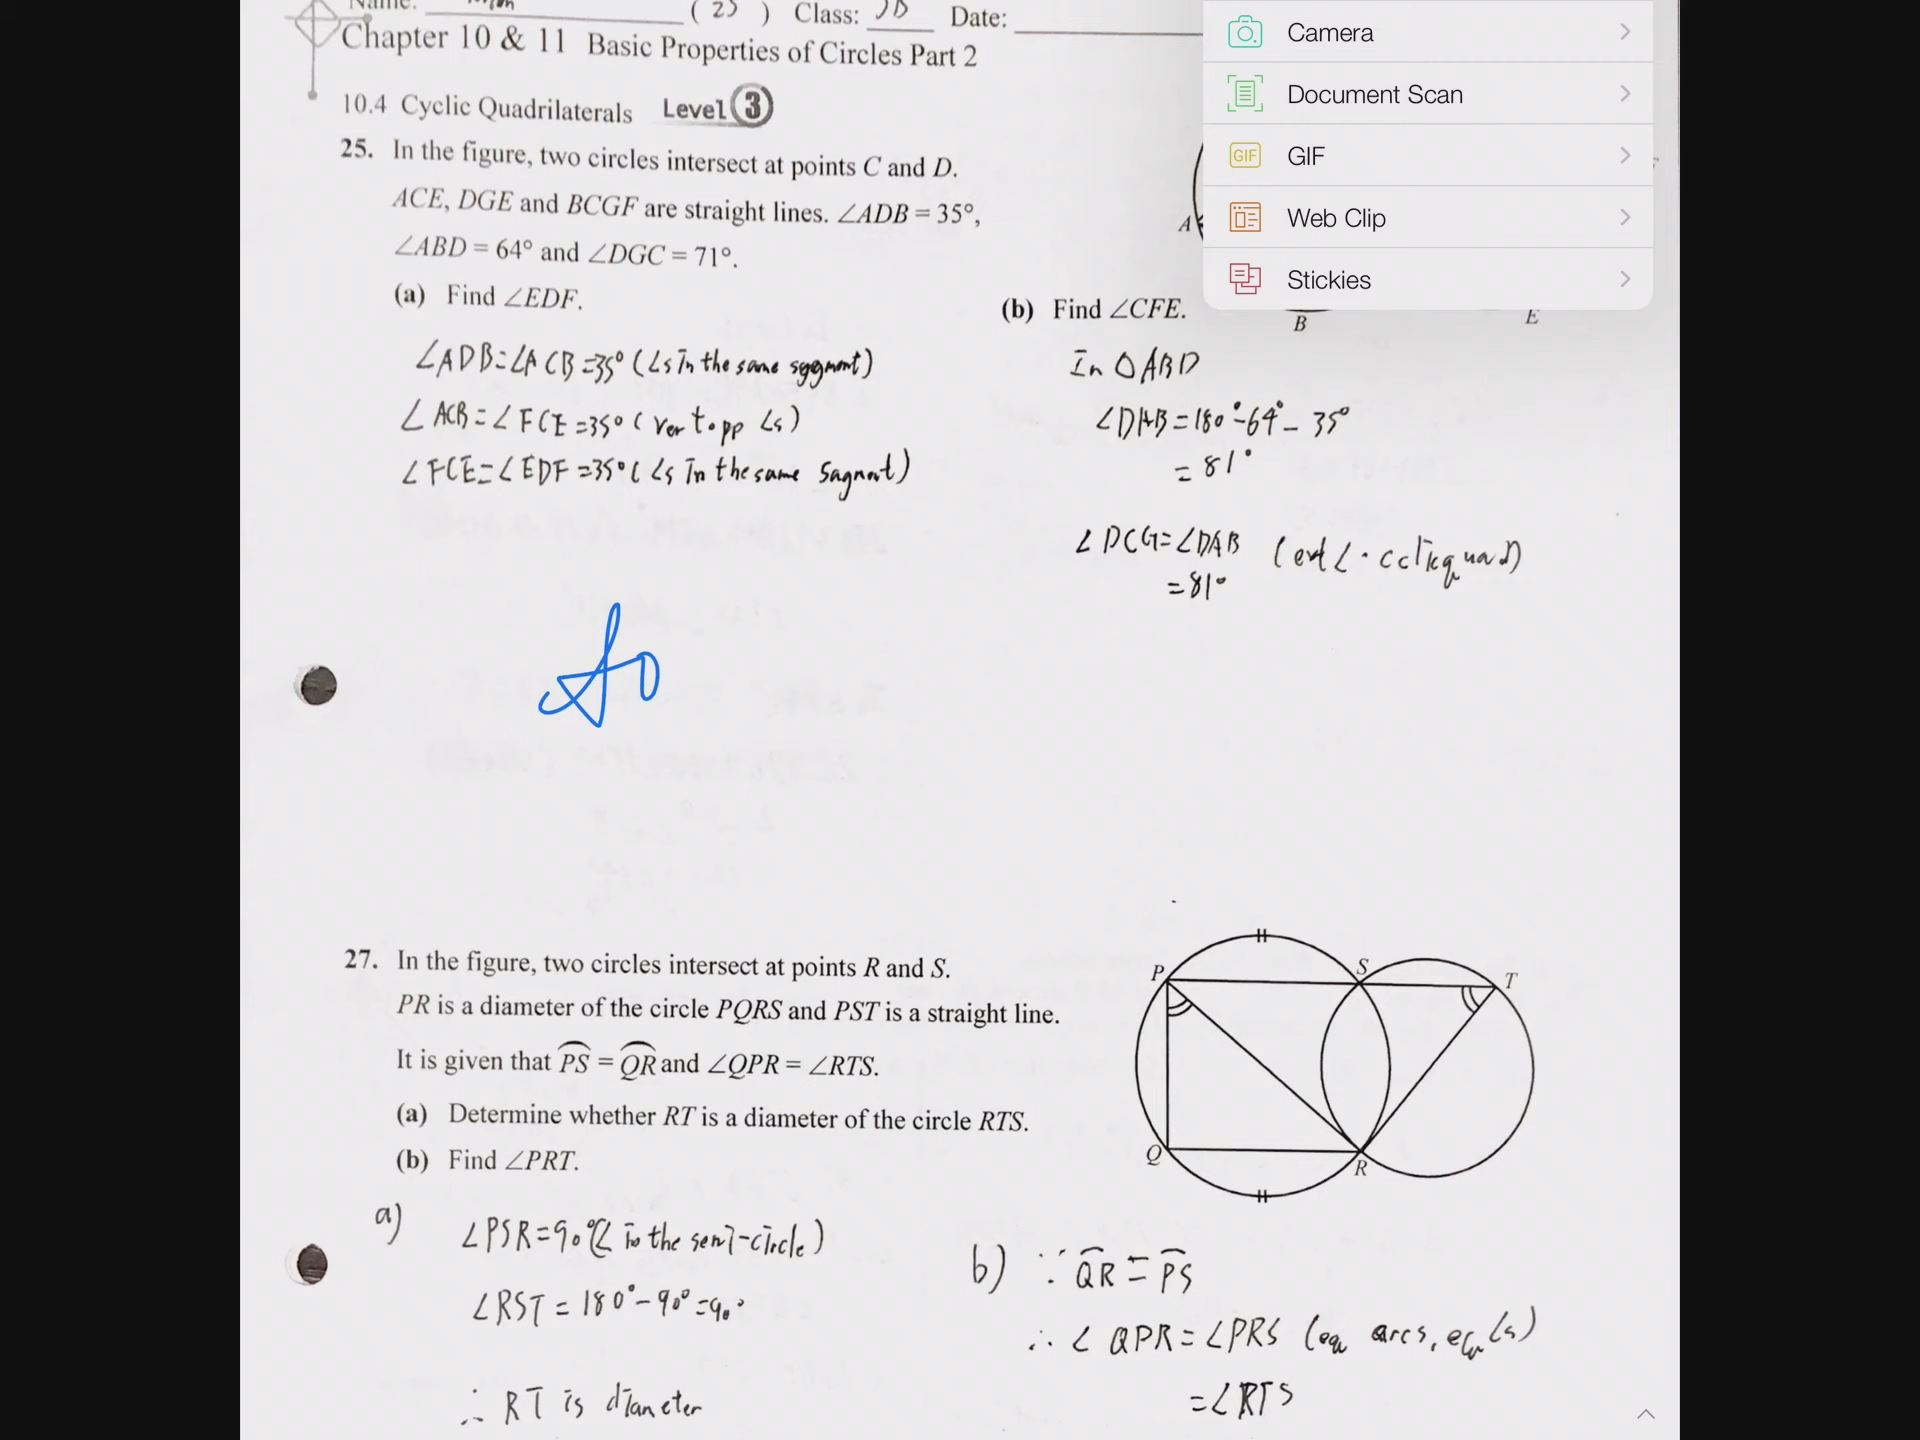 Name: ( 23 ) Class: Date:
Chapter 10 & 11 Basic Properties of Circles Part 2
10.4 Cyclic Quadrilaterals Level 3
25. In the figure, two circles intersect at points C and D.
ACE, DGE and BCGF are straight lines. ∠ADB = 35°,
∠ABD = 64° and ∠DGC = 71°.
(a) Find ∠EDF.
(b) Find ∠CFE.
A
B
E
Camera
Document Scan
GIF
GIF
Web Clip
Stickies
∠ADB=∠ACB=35° (∠s in the same sygmont)
∠ACB=∠FCE=35° (vert. opp ∠s)
∠FCE=∠EDF=35° (∠s in the same sagmont)
In △ABD
∠DAB=180°-64°-35°
=81°
∠DCG=∠DAB (ext ∠.
=81°
27. In the figure, two circles intersect at points R and S.
PR is a diameter of the circle PQRS and PST is a straight line.
It is given that PS = QR and ∠QPR = ∠RTS.
(a) Determine whether RT is a diameter of the circle RTS.
(b) Find ∠PRT.
P
S
T
Q
R
a) ∠PSR=90°(∠ in the semi-circle)
∠RST=180°-90°=90°
∴ RT is diameter
b) ∵ QR = PS
∴ ∠QPR=∠PRS (eq arcs, eq ∠s)
=∠RTS